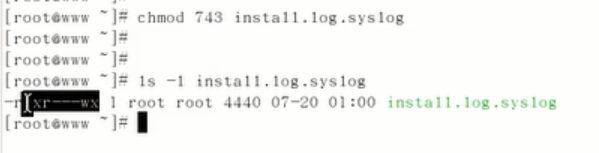 [root@www ~]# chmod 743 install.log.syslog
[root@www ~]#
[root@www ~]#
[root@www ~]# ls -l install.log.syslog
-rwxr---wx 1 root root 4440 07-20 01:00 install.log.syslog
[root@www ~]#